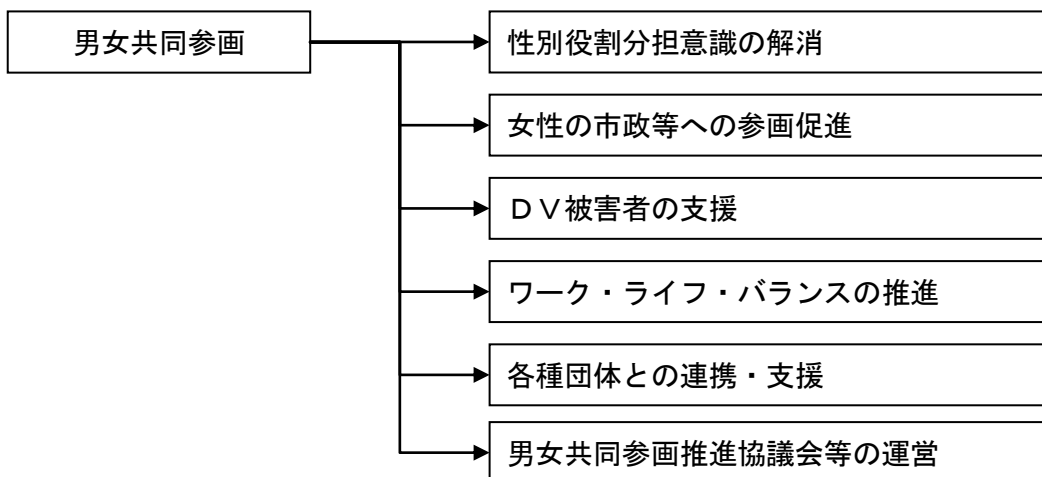 男女共同参画
性別役割分担意識の解消
女性の市政等への参画促進
ＤＶ被害者の支援
ワーク・ライフ・バランスの推進
各種団体との連携・支援
男女共同参画推進協議会等の運営